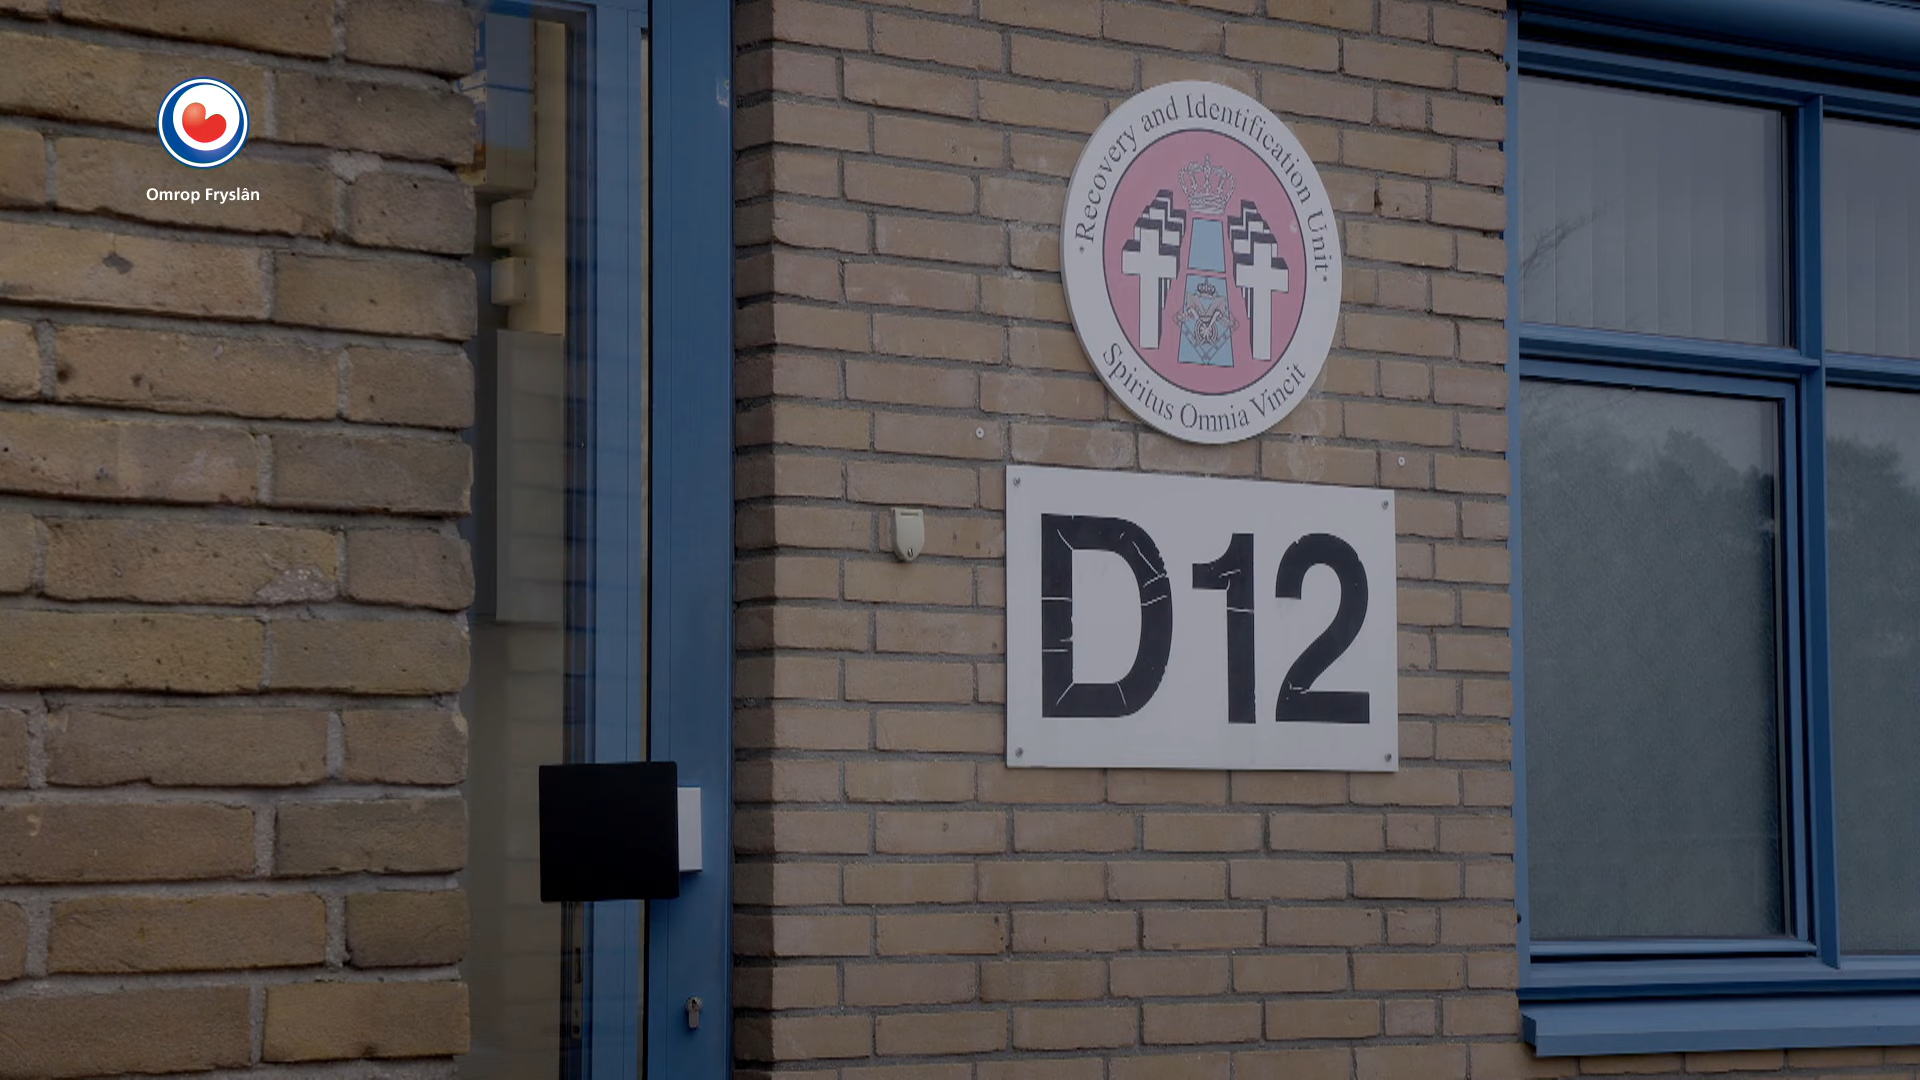 Omrop Fryslân
Recovery and Identification Unit
Spiritus Omnia Vincit
D12